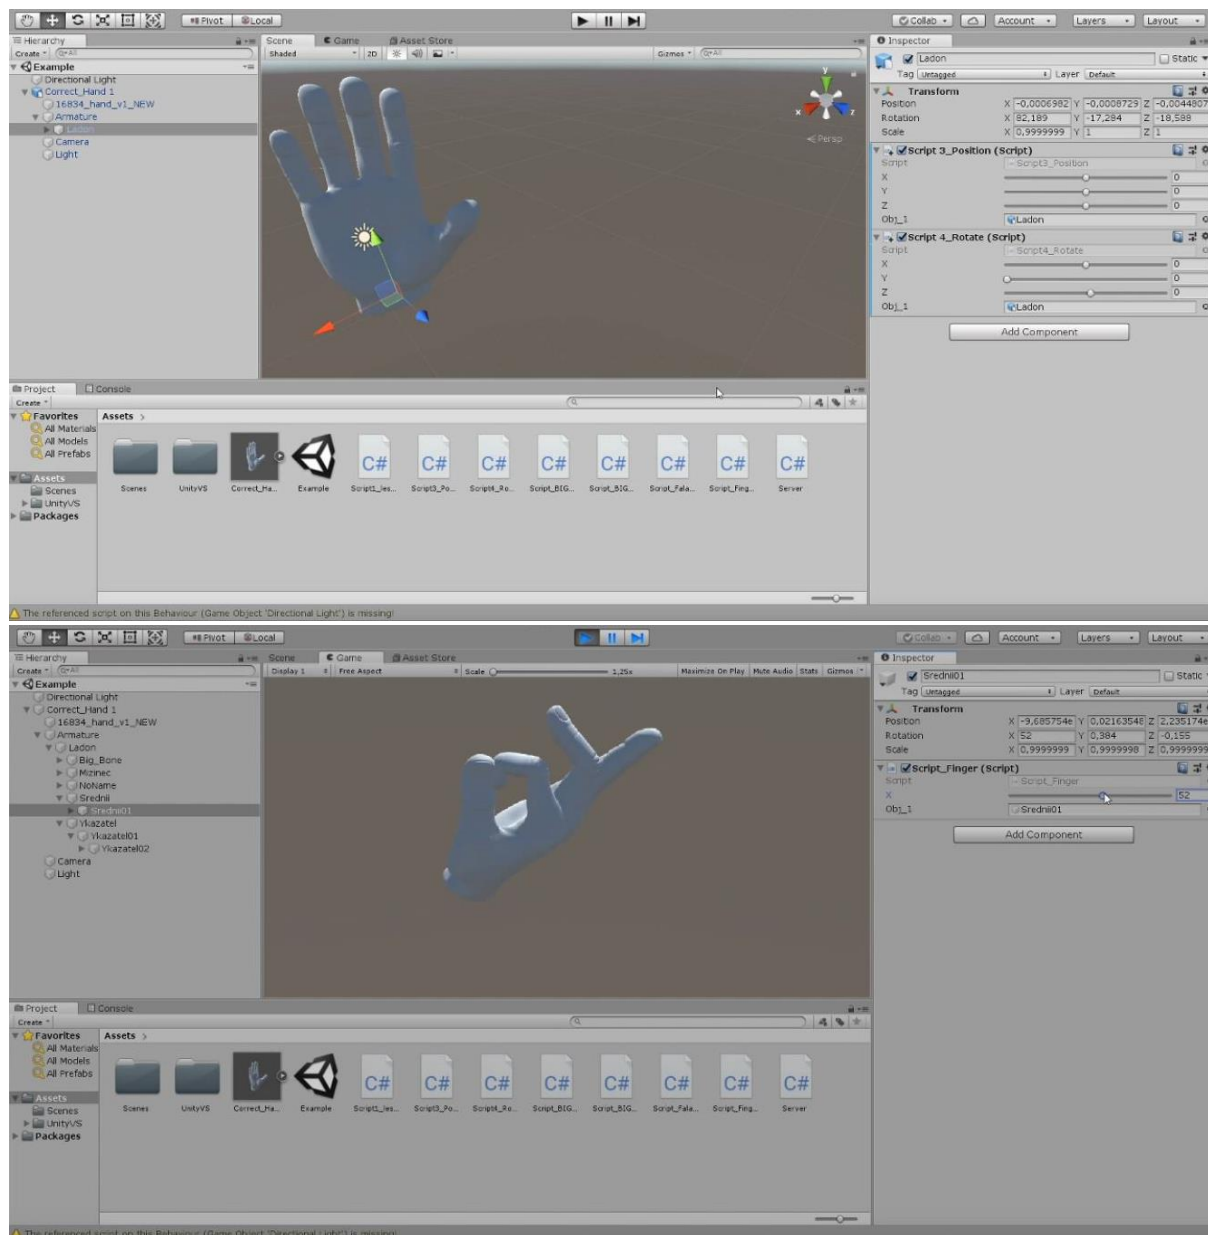 Pivot Local Collab Account Layers Layout
Hierarchy Scene Game Asset Store Inspector
Create All Shaded 2D Gizmos All Ladon Static
Example Tag Untagged Layer Default
Directional Light Transform
Correct_Hand 1 Position X -0,0006982 Y -0,0008729 Z -0,0044807
16834_hand_v1_NEW Rotation X 82,189 Y -17,284 Z -18,588
Armature Scale X 0,9999999 Y 1 Z 1
Ladon
Camera
Light
y
x z
Persp
Script 3_Position (Script)
Script Script3_Position
X 0
Y 0
Z 0
Obj_1 Ladon
Script 4_Rotate (Script)
Script Script4_Rotate
X 0
Y 0
Z 0
Obj_1 Ladon
Add Component
Project Console
Create
Favorites Assets
All Materials
All Models
All Prefabs
Assets
Scenes
UnityVS
Packages
C# C# C# C# C# C# C# C#
Scenes UnityVS Correct_Ha... Example Script1_les... Script3_Po... Script4_Ro... Script_BIG... Script_BIG... Script_Fala... Script_Fing... Server
The referenced script on this Behaviour (Game Object 'Directional Light') is missing!
Pivot Local Collab Account Layers Layout
Hierarchy Scene Game Asset Store Inspector
Create All Display 1 Free Aspect Scale 1,25x Maximize On Play Mute Audio Stats Gizmos Srednii01 Static
Example Tag Untagged Layer Default
Directional Light Transform
Correct_Hand 1 Position X -9,685754e Y 0,02163548 Z 2,235174e
16834_hand_v1_NEW Rotation X 52 Y 0,384 Z -0,155
Armature Scale X 0,9999999 Y 0,9999998 Z 0,9999999
Ladon
Big_Bone
Mizinec
NoName
Srednii
Srednii01
Ykazatel
Ykazatel01
Ykazatel02
Camera
Light
Script_Finger (Script)
Script Script_Finger
X 52
Obj_1 Srednii01
Add Component
Project Console
Create
Favorites Assets
All Materials
All Models
All Prefabs
Assets
Scenes
UnityVS
Packages
C# C# C# C# C# C# C# C#
Scenes UnityVS Correct_Ha... Example Script1_les... Script3_Po... Script4_Ro... Script_BIG... Script_BIG... Script_Fala... Script_Fing... Server
The referenced script on this Behaviour (Game Object 'Directional Light') is missing!